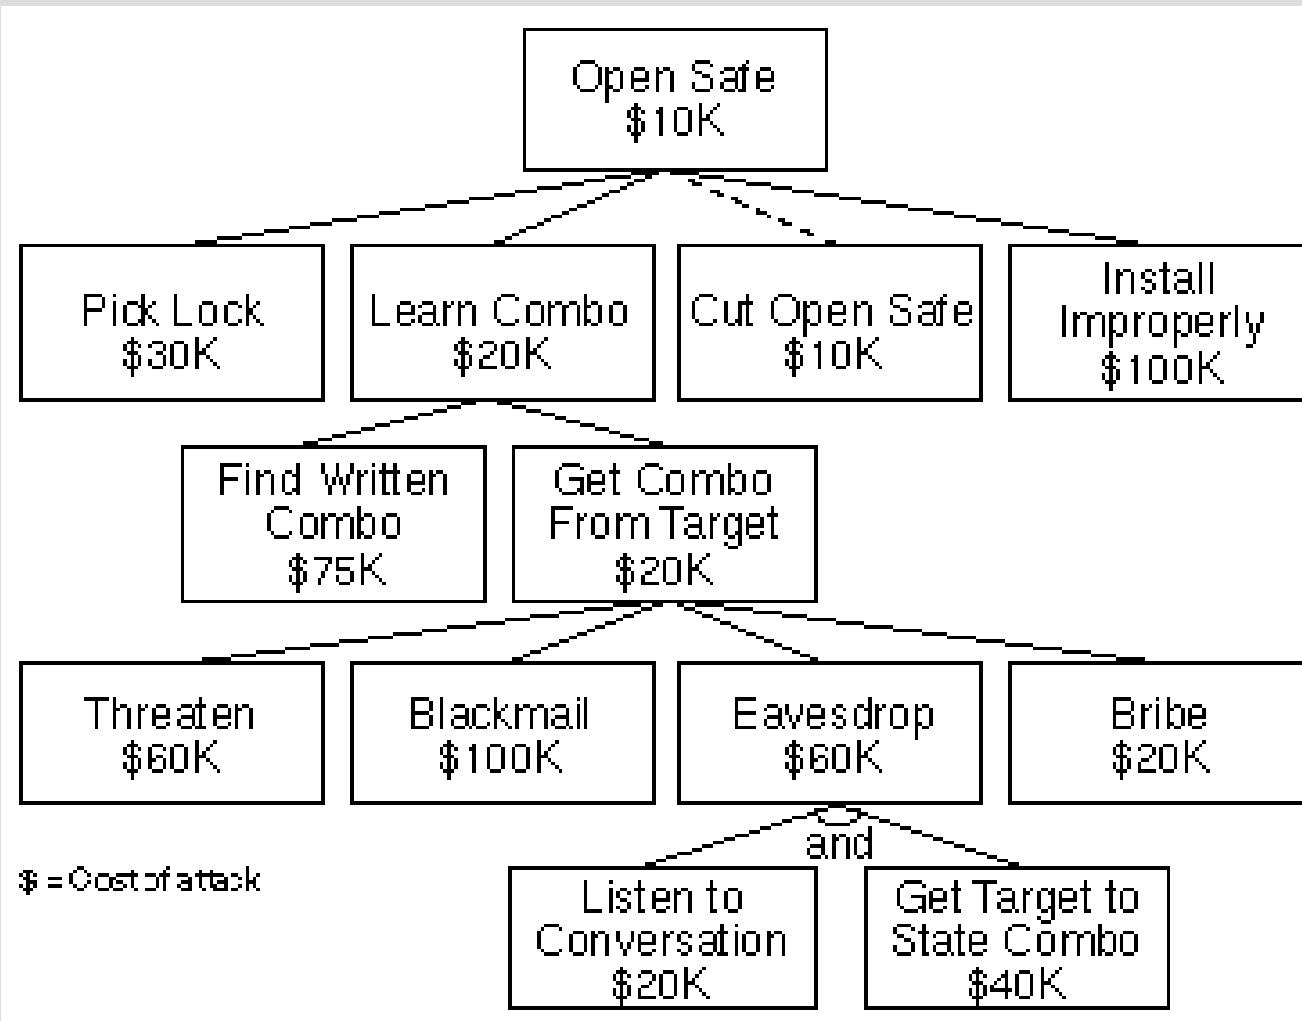 Open Safe
$10K
Pick Lock
$30K
Learn Combo
$20K
Cut Open Safe
$10K
Install
Improperly
$100K
Find Written
Combo
$75K
Get Combo
From Target
$20K
Threaten
$60K
Blackmail
$100K
Eavesdrop
$60K
Bribe
$20K
and
$ = Cost of attack
Listen to
Conversation
$20K
Get Target to
State Combo
$40K